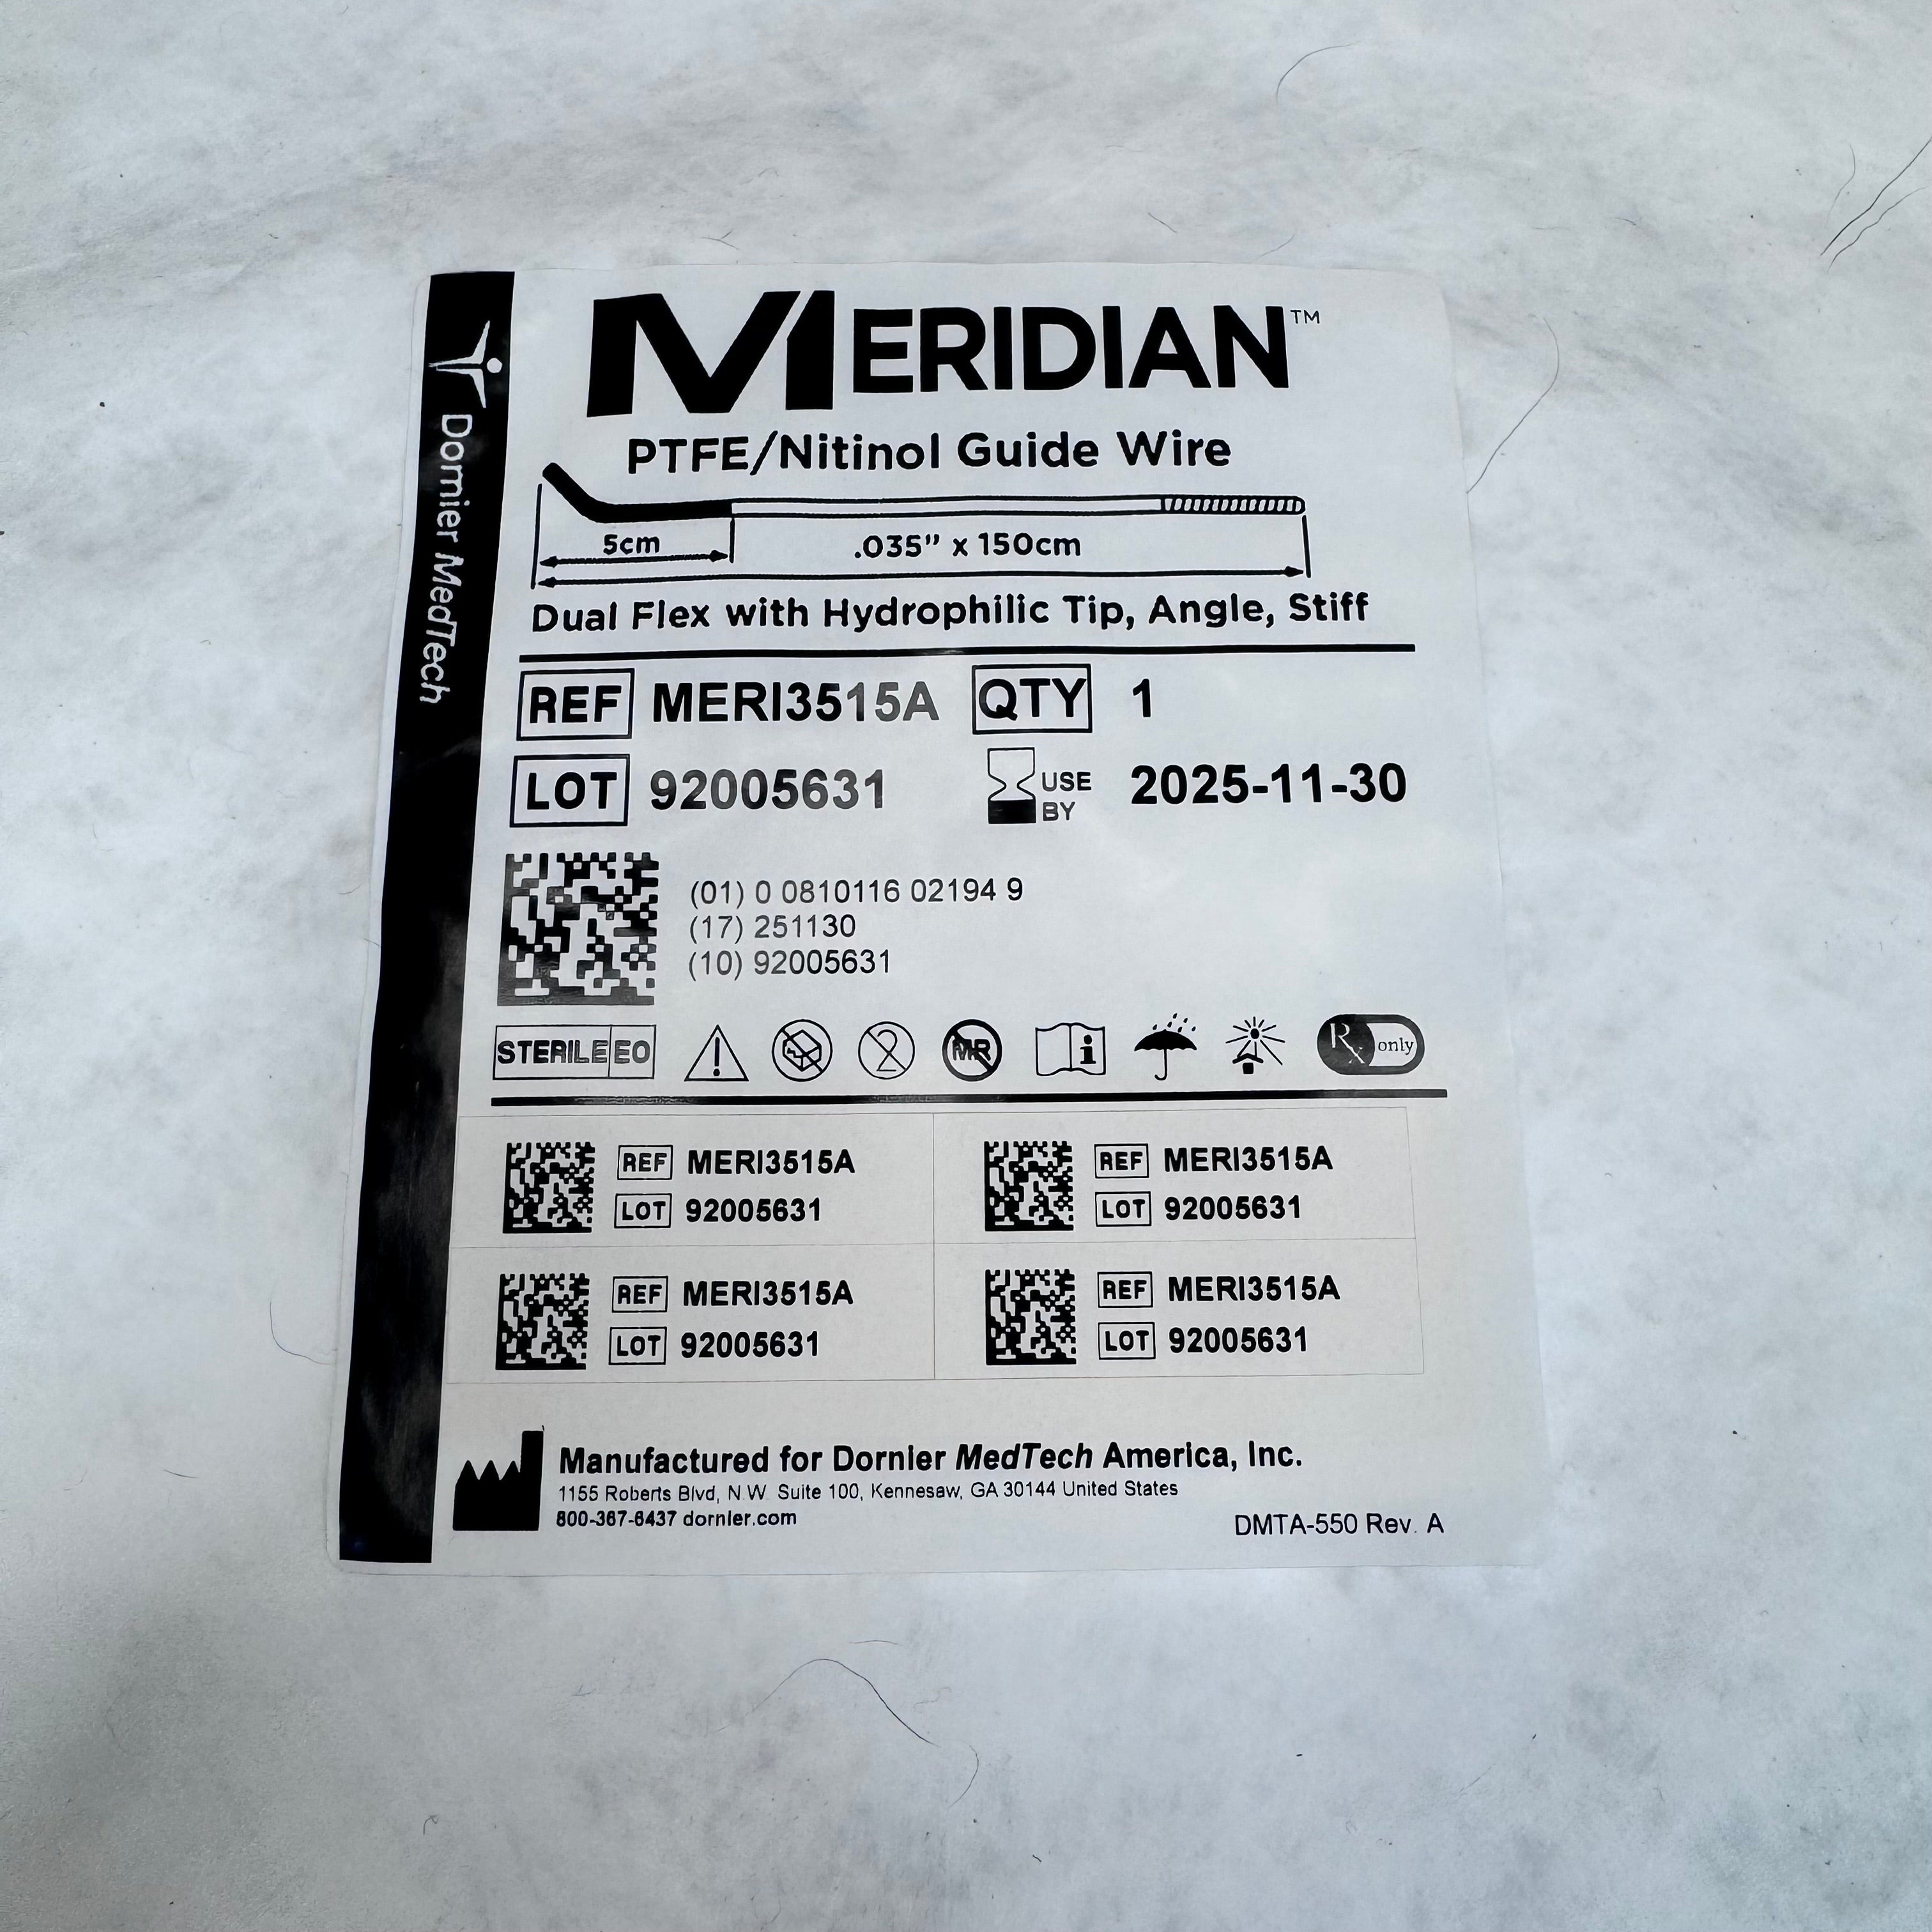 MERIDIAN™
PTFE/Nitinol Guide Wire
5cm
.035” x 150cm
Dual Flex with Hydrophilic Tip, Angle, Stiff
Dornier MedTech
REF MERI3515A QTY 1
LOT 92005631 USE BY 2025-11-30
(01) 0 0810116 02194 9
(17) 251130
(10) 92005631
STERILE EO 2 MR i Rx only
REF MERI3515A
LOT 92005631
REF MERI3515A
LOT 92005631
REF MERI3515A
LOT 92005631
REF MERI3515A
LOT 92005631
Manufactured for Dornier MedTech America, Inc.
1155 Roberts Blvd, N.W. Suite 100, Kennesaw, GA 30144 United States
800-367-6437 dornier.com
DMTA-550 Rev. A